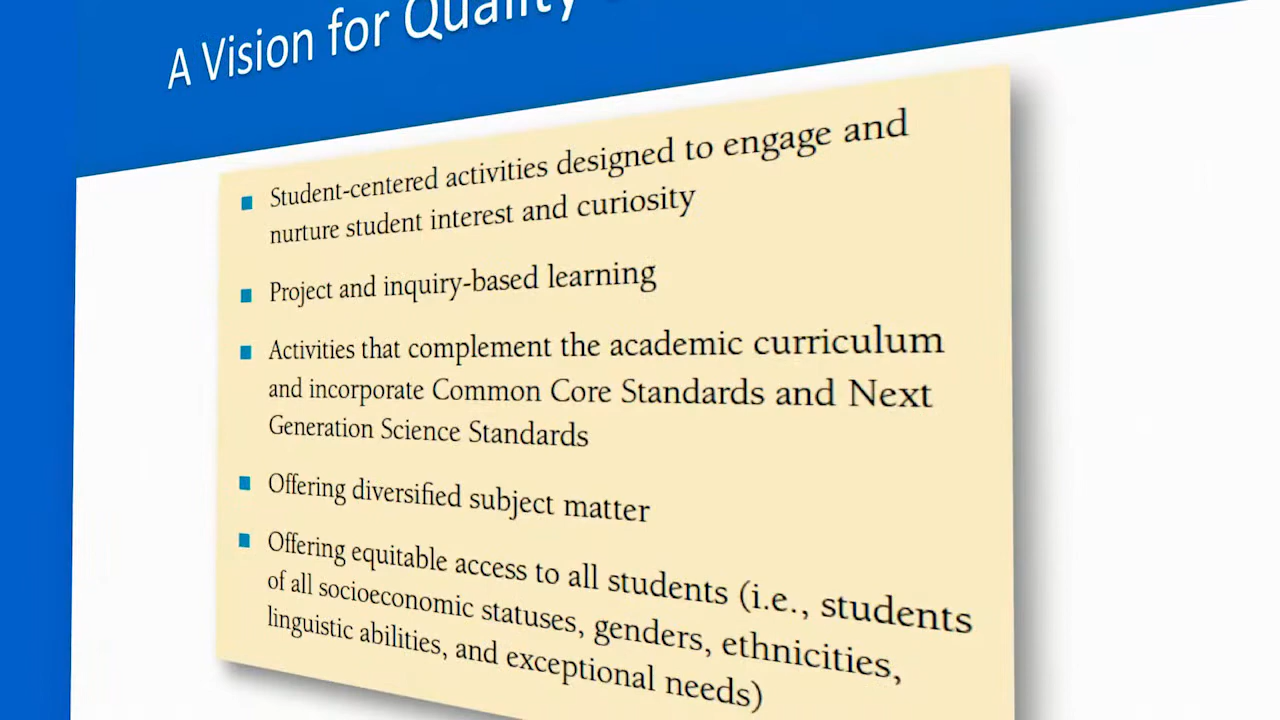 A Vision for Quality
Student-centered activities designed to engage and
nurture student interest and curiosity
Project and inquiry-based learning
Activities that complement the academic curriculum
and incorporate Common Core Standards and Next
Generation Science Standards
Offering diversified subject matter
Offering equitable access to all students (i.e., students
of all socioeconomic statuses, genders, ethnicities,
linguistic abilities, and exceptional needs)